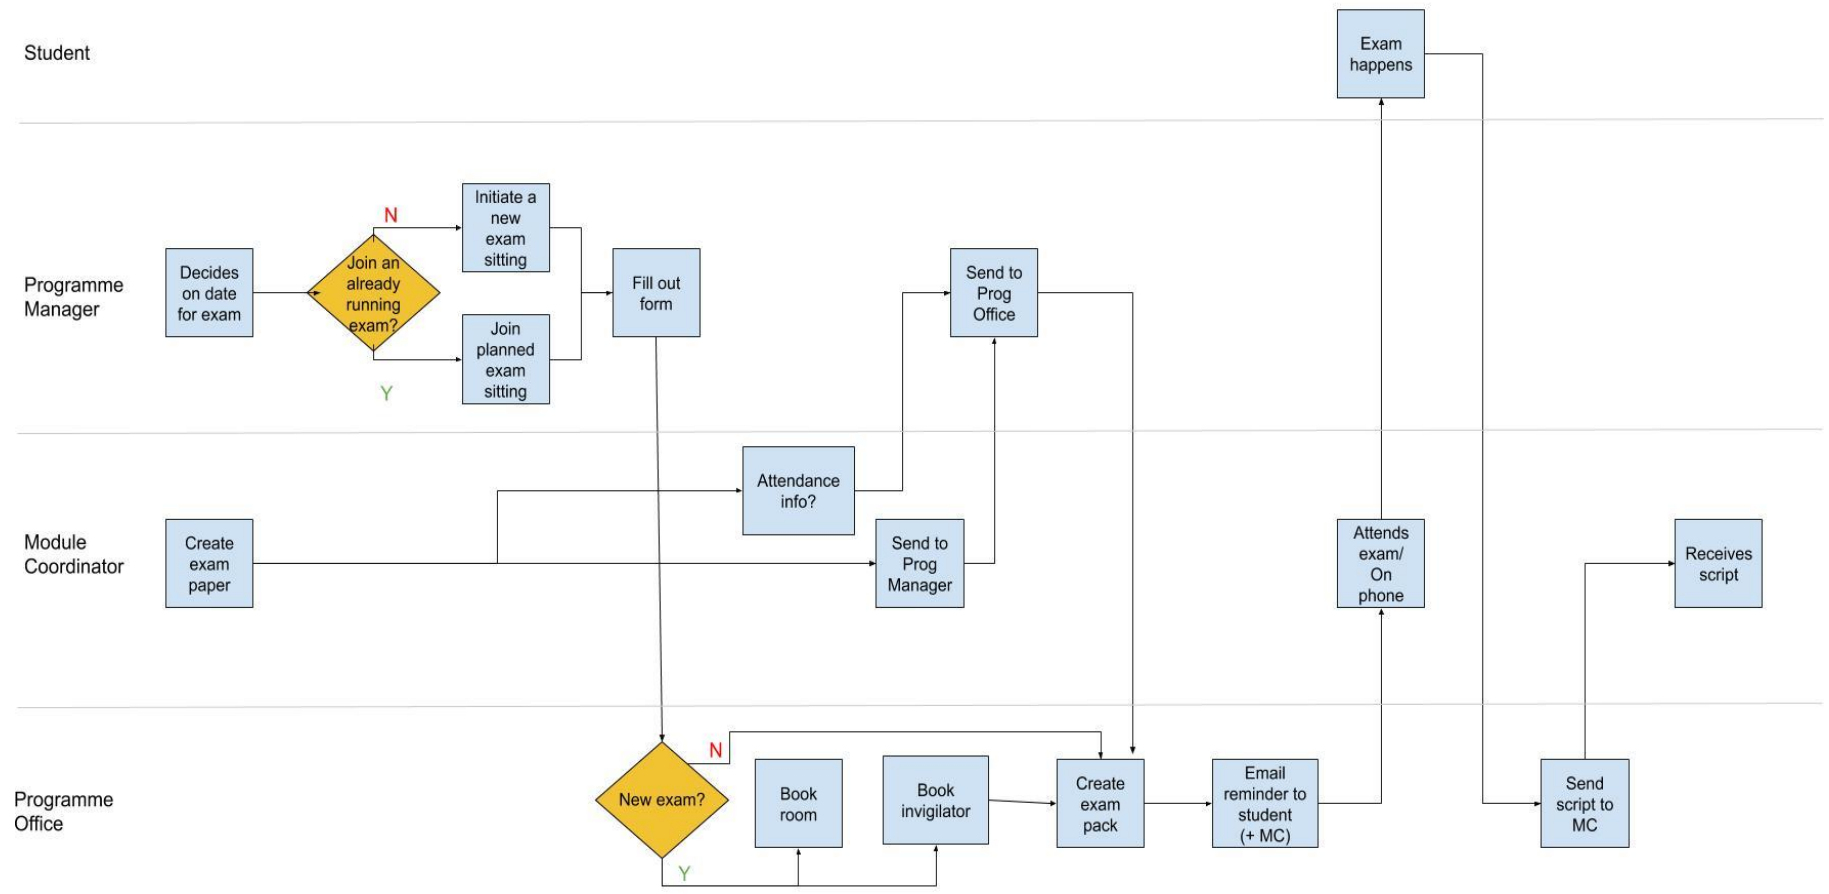 Student
Exam
happens
Programme
Manager
Decides
on date
for exam
Join an
already
running
exam?
N
Y
Initiate a
new
exam
sitting
Join
planned
exam
sitting
Fill out
form
Send to
Prog
Office
Module
Coordinator
Create
exam
paper
Attendance
info?
Send to
Prog
Manager
Attends
exam/
On
phone
Receives
script
Programme
Office
New exam?
N
Y
Book
room
Book
invigilator
Create
exam
pack
Email
reminder to
student
(+ MC)
Send
script to
MC